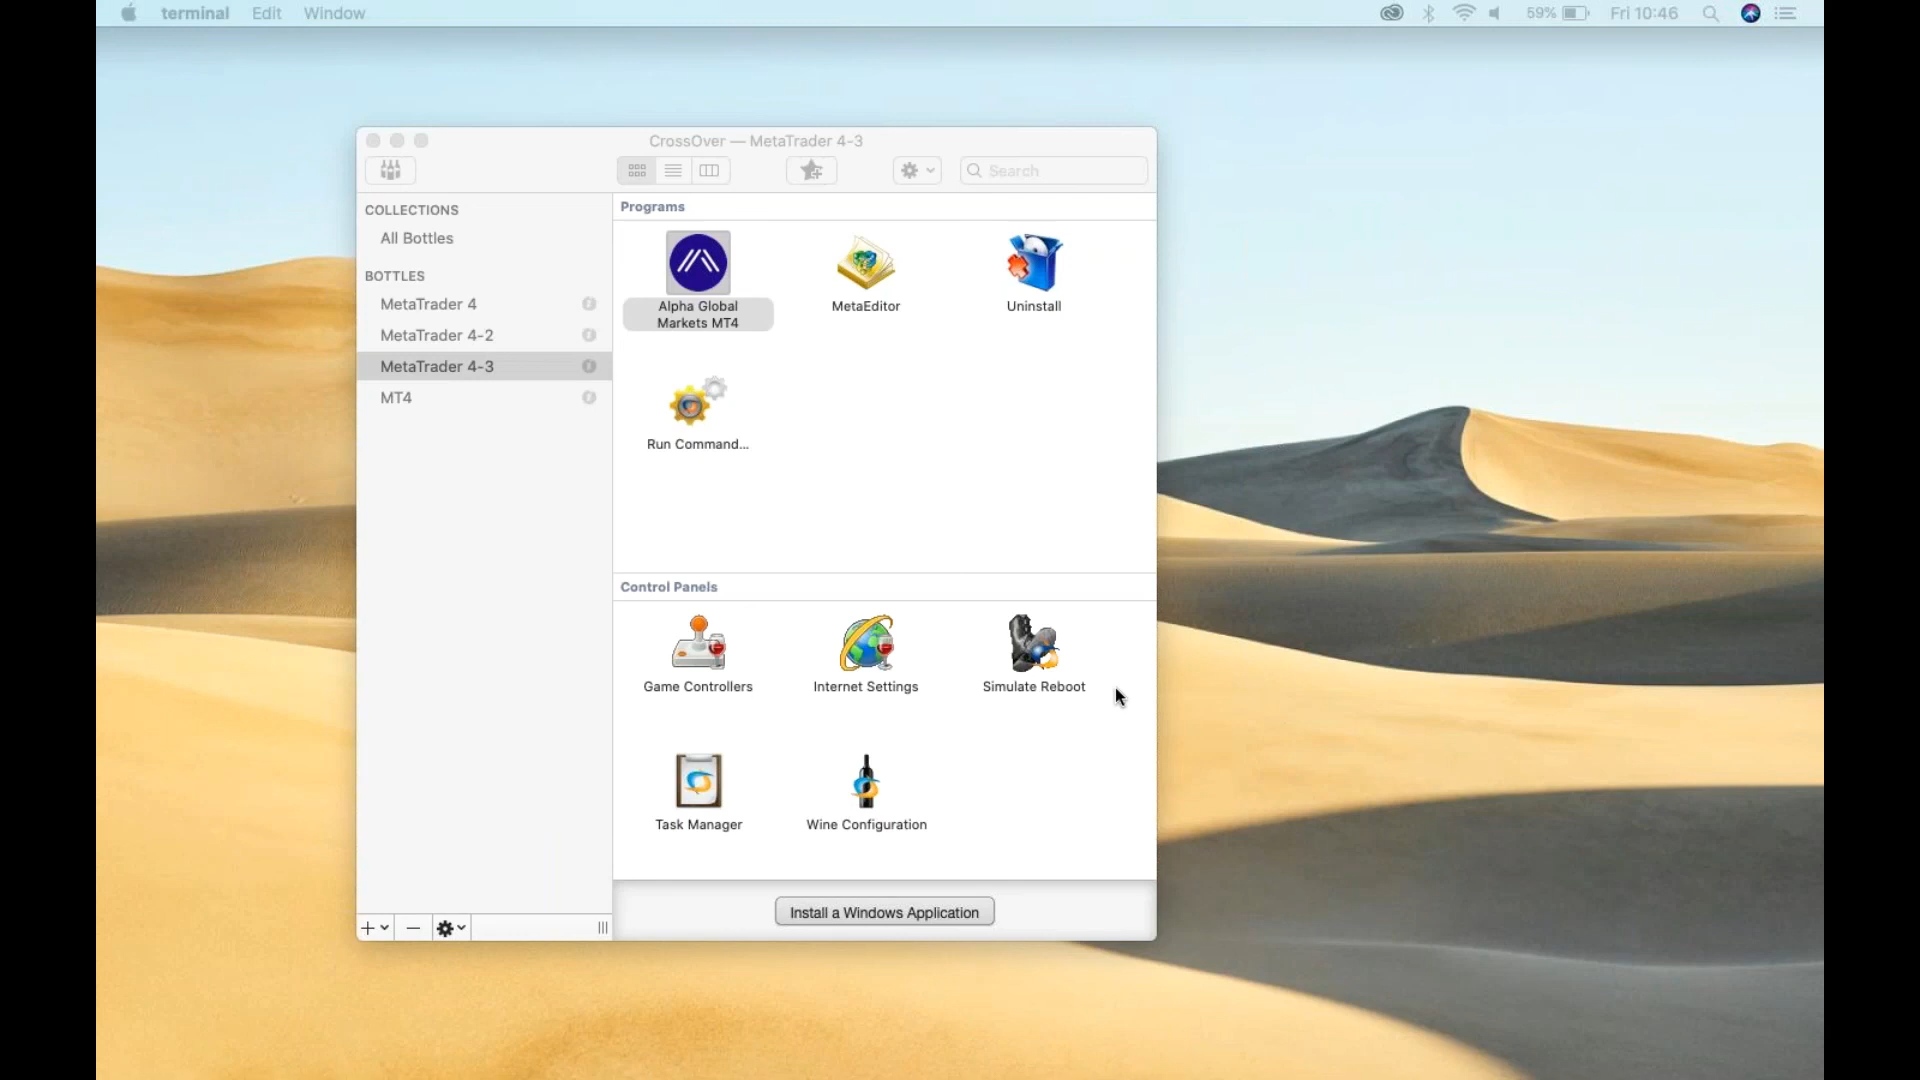 terminal Edit Window 59% Fri 10:46
CrossOver — MetaTrader 4-3
Search
COLLECTIONS
All Bottles
BOTTLES
MetaTrader 4
MetaTrader 4-2
MetaTrader 4-3
MT4
Programs
Alpha Global
Markets MT4
MetaEditor
Uninstall
Run Command...
Control Panels
Game Controllers
Internet Settings
Simulate Reboot
Task Manager
Wine Configuration
Install a Windows Application